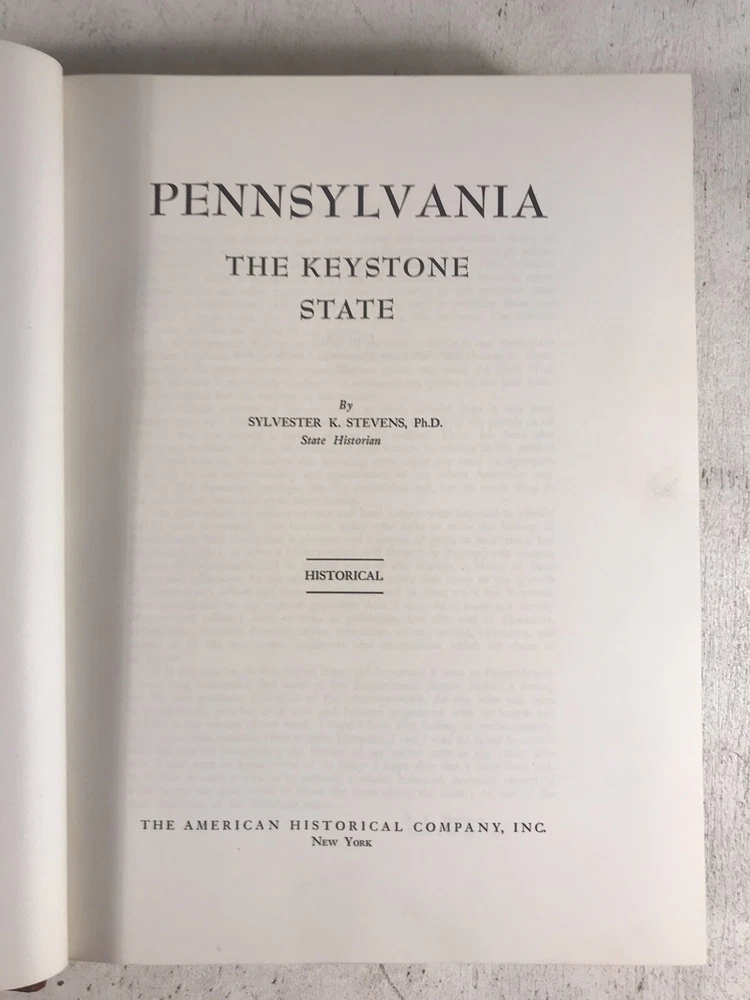 PENNSYLVANIA
THE KEYSTONE
STATE
By
SYLVESTER K. STEVENS, Ph.D.
State Historian
HISTORICAL
THE AMERICAN HISTORICAL COMPANY, INC.
NEW YORK